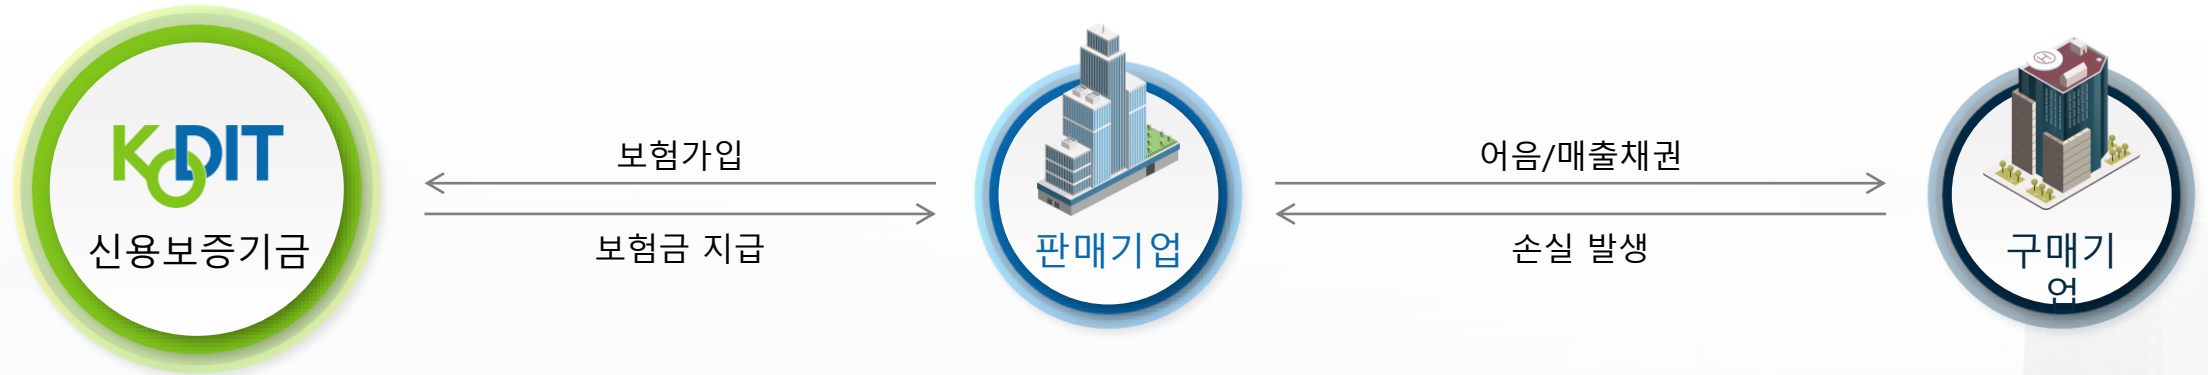 KODIT
신용보증기금
보험가입
보험금 지급
판매기업
어음/매출채권
손실 발생
구매기
업